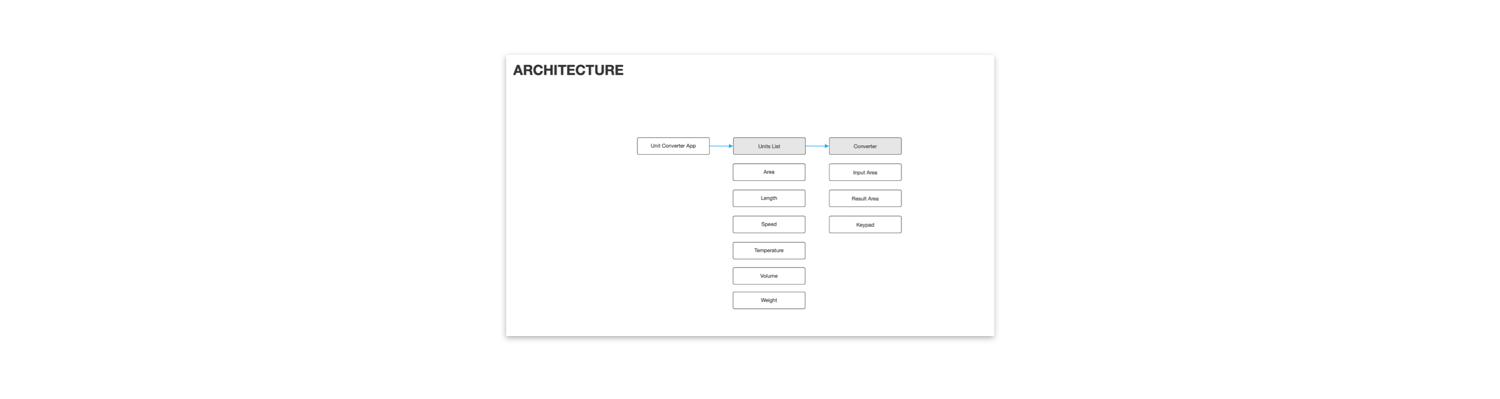 ARCHITECTURE
Unit Converter App
Units List
Converter
Area
Input Area
Length
Result Area
Speed
Keypad
Temperature
Volume
Weight